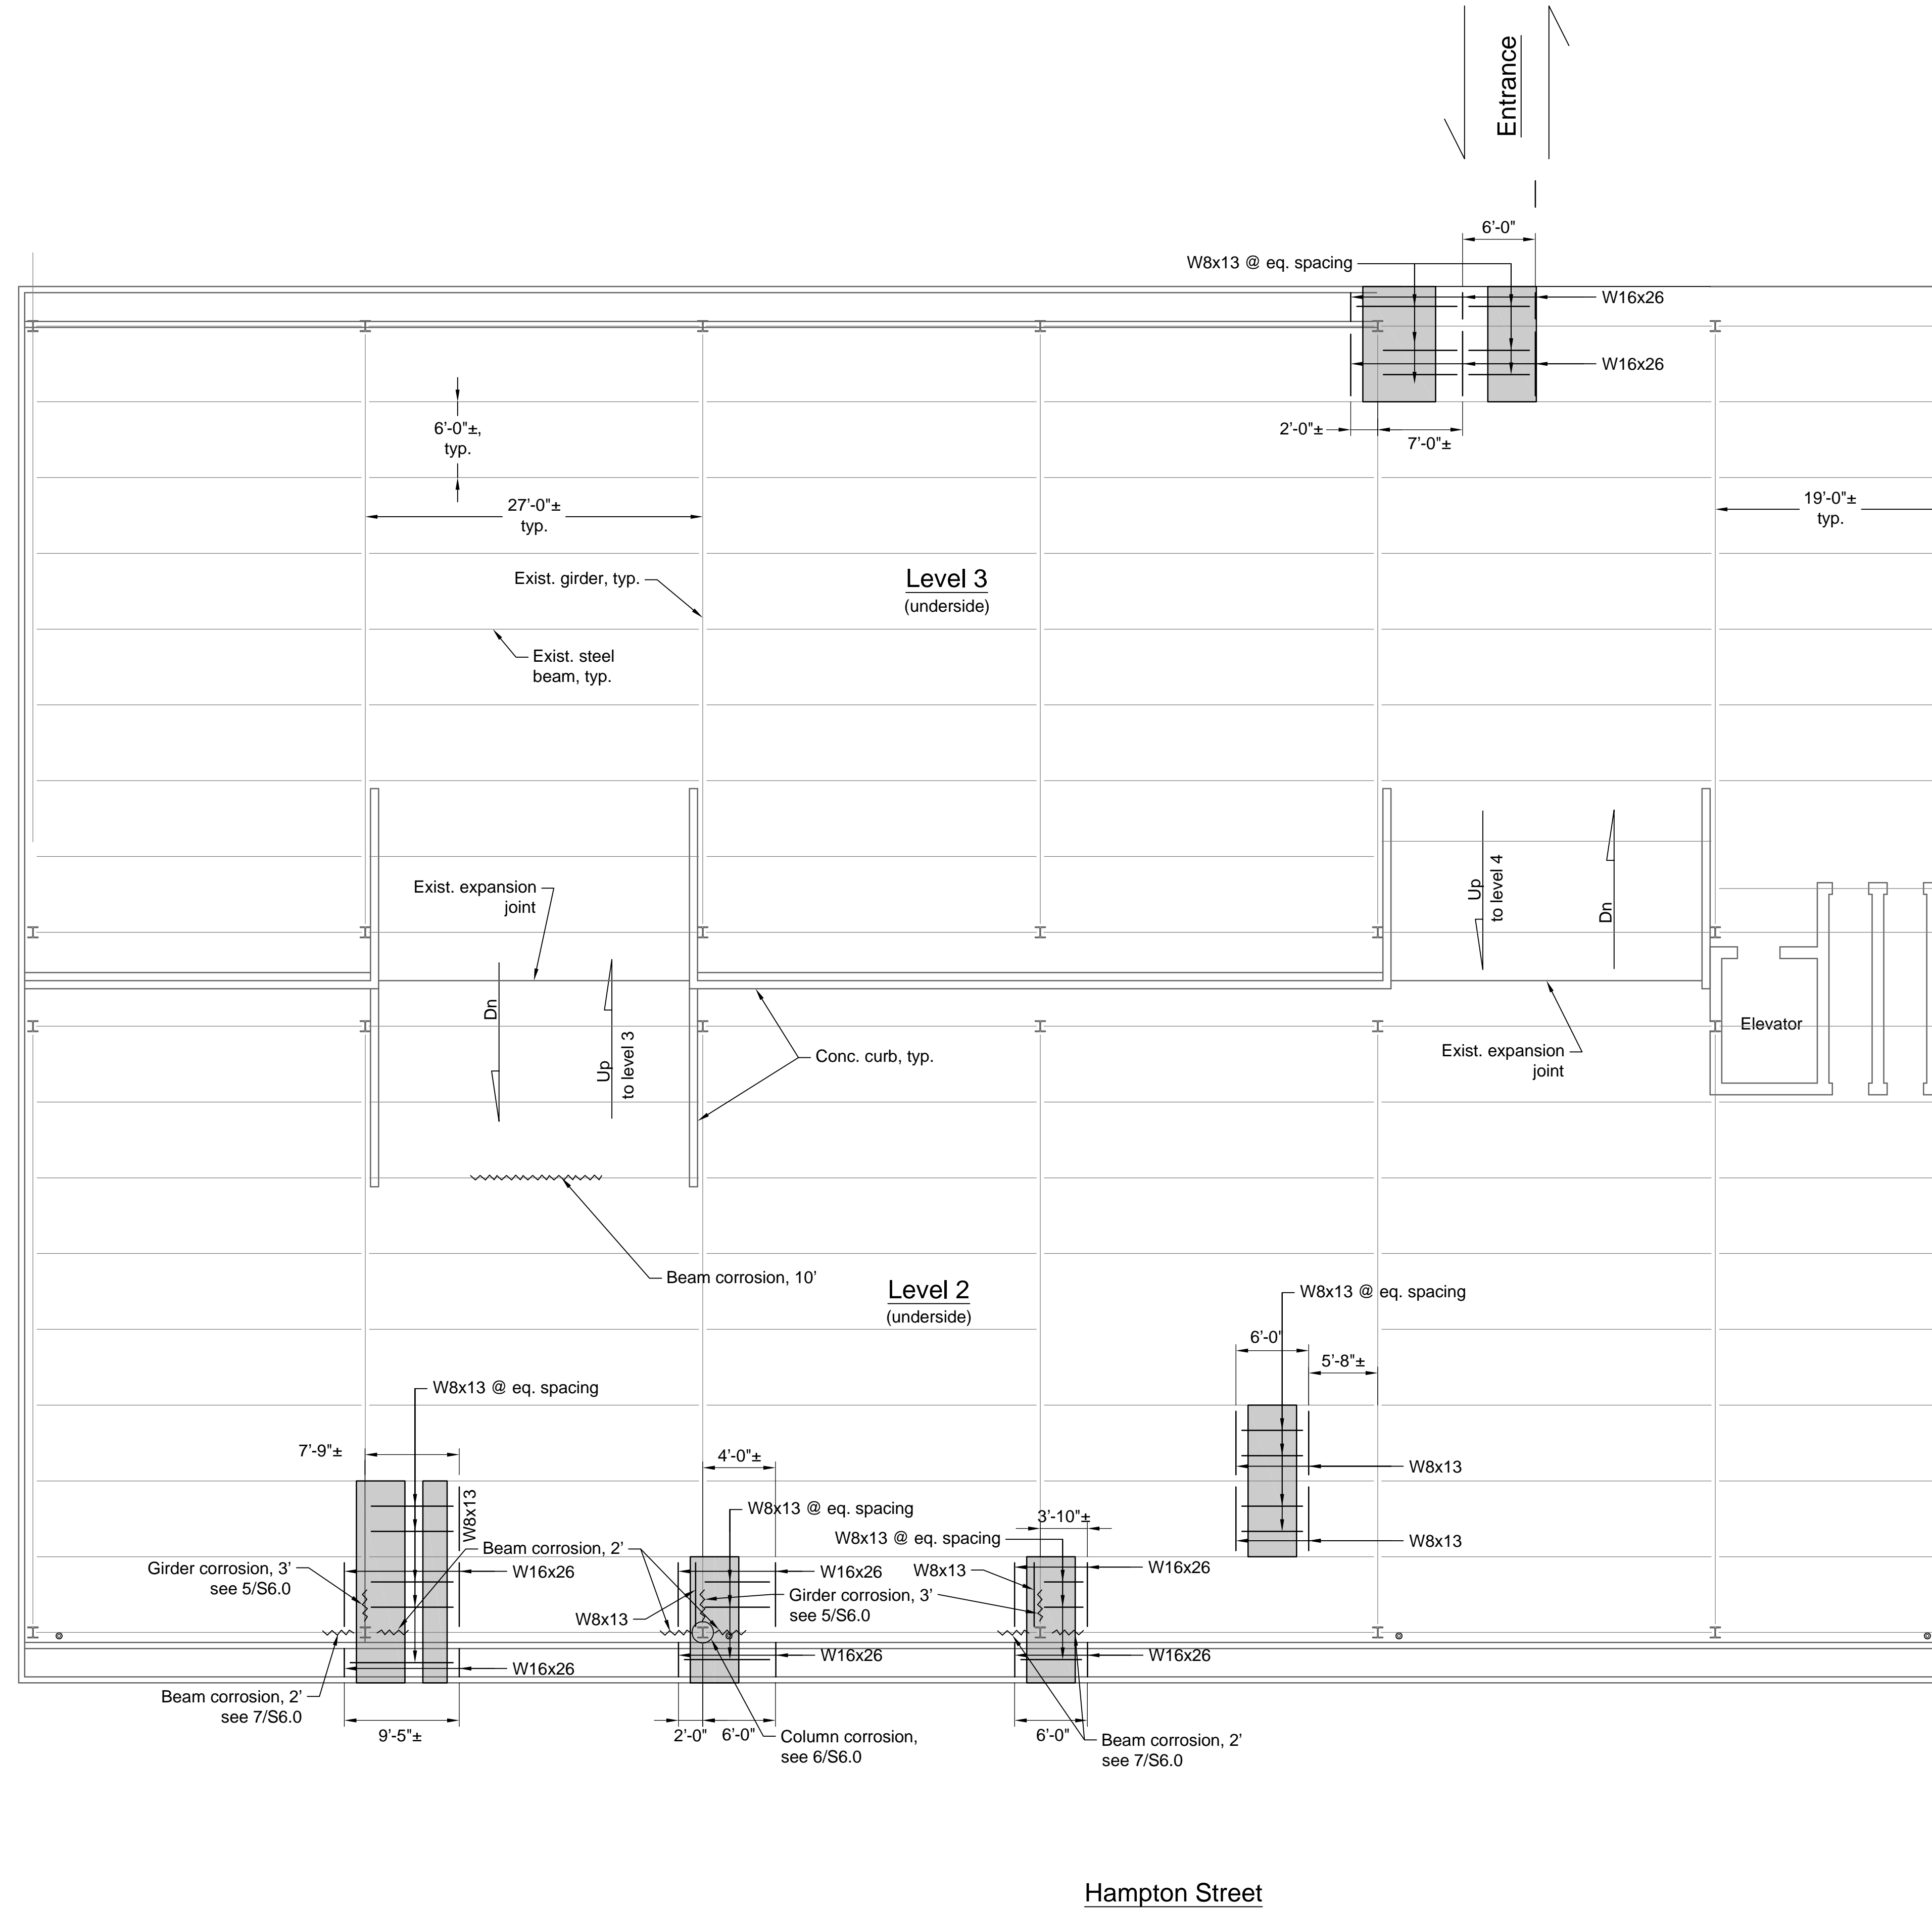 Entrance
6'-0"
W8x13 @ eq. spacing
W16x26
W16x26
2'-0"±
7'-0"±
6'-0"±,
typ.
27'-0"±
typ.
19'-0"±
typ.
Exist. girder, typ.
Level 3
(underside)
Exist. steel
beam, typ.
Exist. expansion
joint
Up
to level 4
Dn
Dn
Up
to level 3
Elevator
Conc. curb, typ.
Exist. expansion
joint
Beam corrosion, 10'
Level 2
(underside)
W8x13 @ eq. spacing
6'-0"
5'-8"±
W8x13 @ eq. spacing
7'-9"±
4'-0"±
W8x13
W8x13
W8x13 @ eq. spacing
3'-10"±
W8x13 @ eq. spacing
W8x13
Beam corrosion, 2'
Girder corrosion, 3'
see 5/S6.0
W16x26
W16x26
W8x13
W16x26
Girder corrosion, 3'
see 5/S6.0
W8x13
W16x26
W16x26
W16x26
Beam corrosion, 2'
see 7/S6.0
9'-5"±
2'-0"
6'-0"
Column corrosion,
see 6/S6.0
6'-0"
Beam corrosion, 2'
see 7/S6.0
Hampton Street